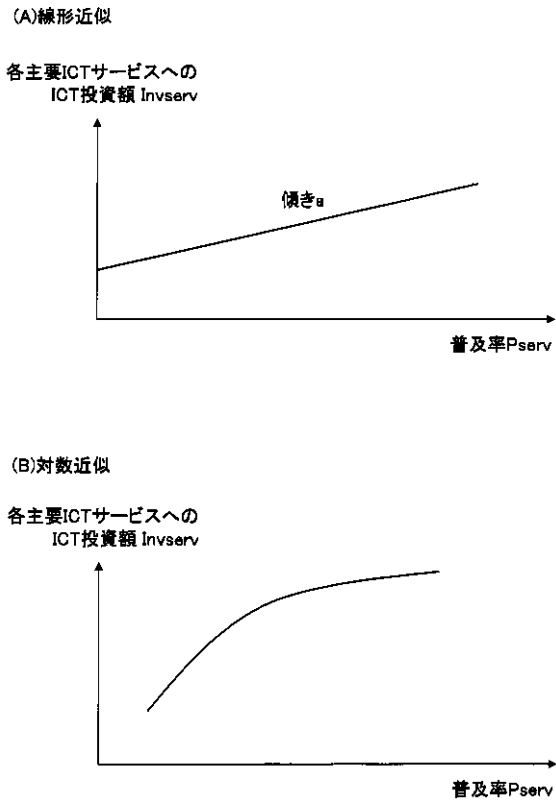 (A)線形近似
各主要ICTサービスへの
ICT投資額 Invserv
傾きa
普及率Pserv
(B)対数近似
各主要ICTサービスへの
ICT投資額 Invserv
普及率Pserv